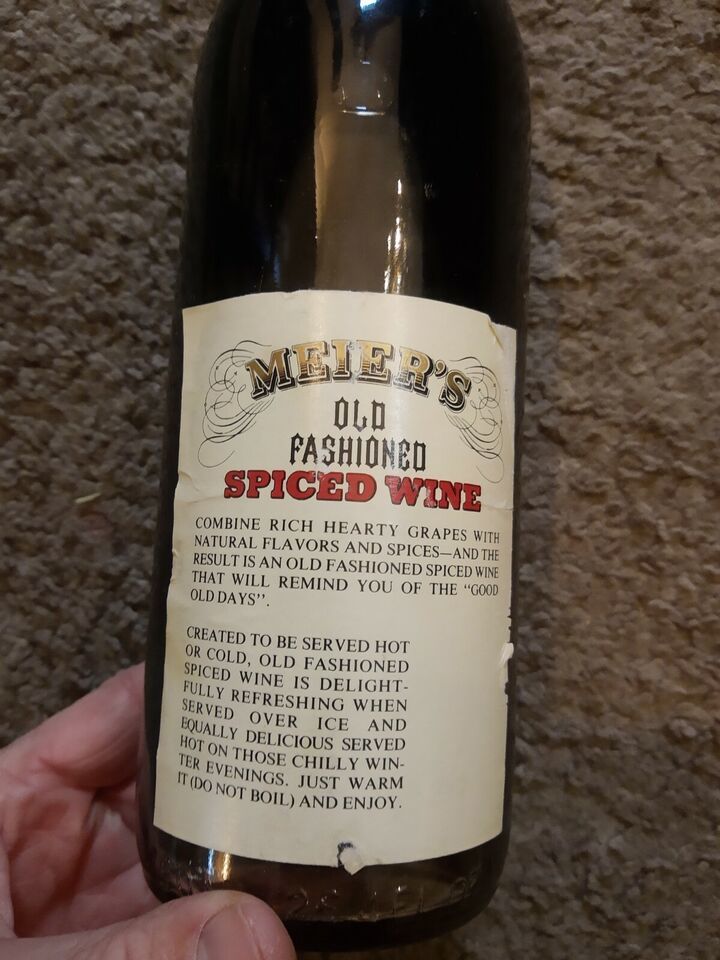 MEIER'S
OLD
FASHIONED
SPICED WINE
COMBINE RICH HEARTY GRAPES WITH
NATURAL FLAVORS AND SPICES—AND THE
RESULT IS AN OLD FASHIONED SPICED WINE
THAT WILL REMIND YOU OF THE "GOOD
OLD DAYS".
CREATED TO BE SERVED HOT
OR COLD, OLD FASHIONED
SPICED WINE IS DELIGHT-
FULLY REFRESHING WHEN
SERVED OVER ICE AND
EQUALLY DELICIOUS SERVED
HOT ON THOSE CHILLY WIN-
TER EVENINGS. JUST WARM
IT (DO NOT BOIL) AND ENJOY.